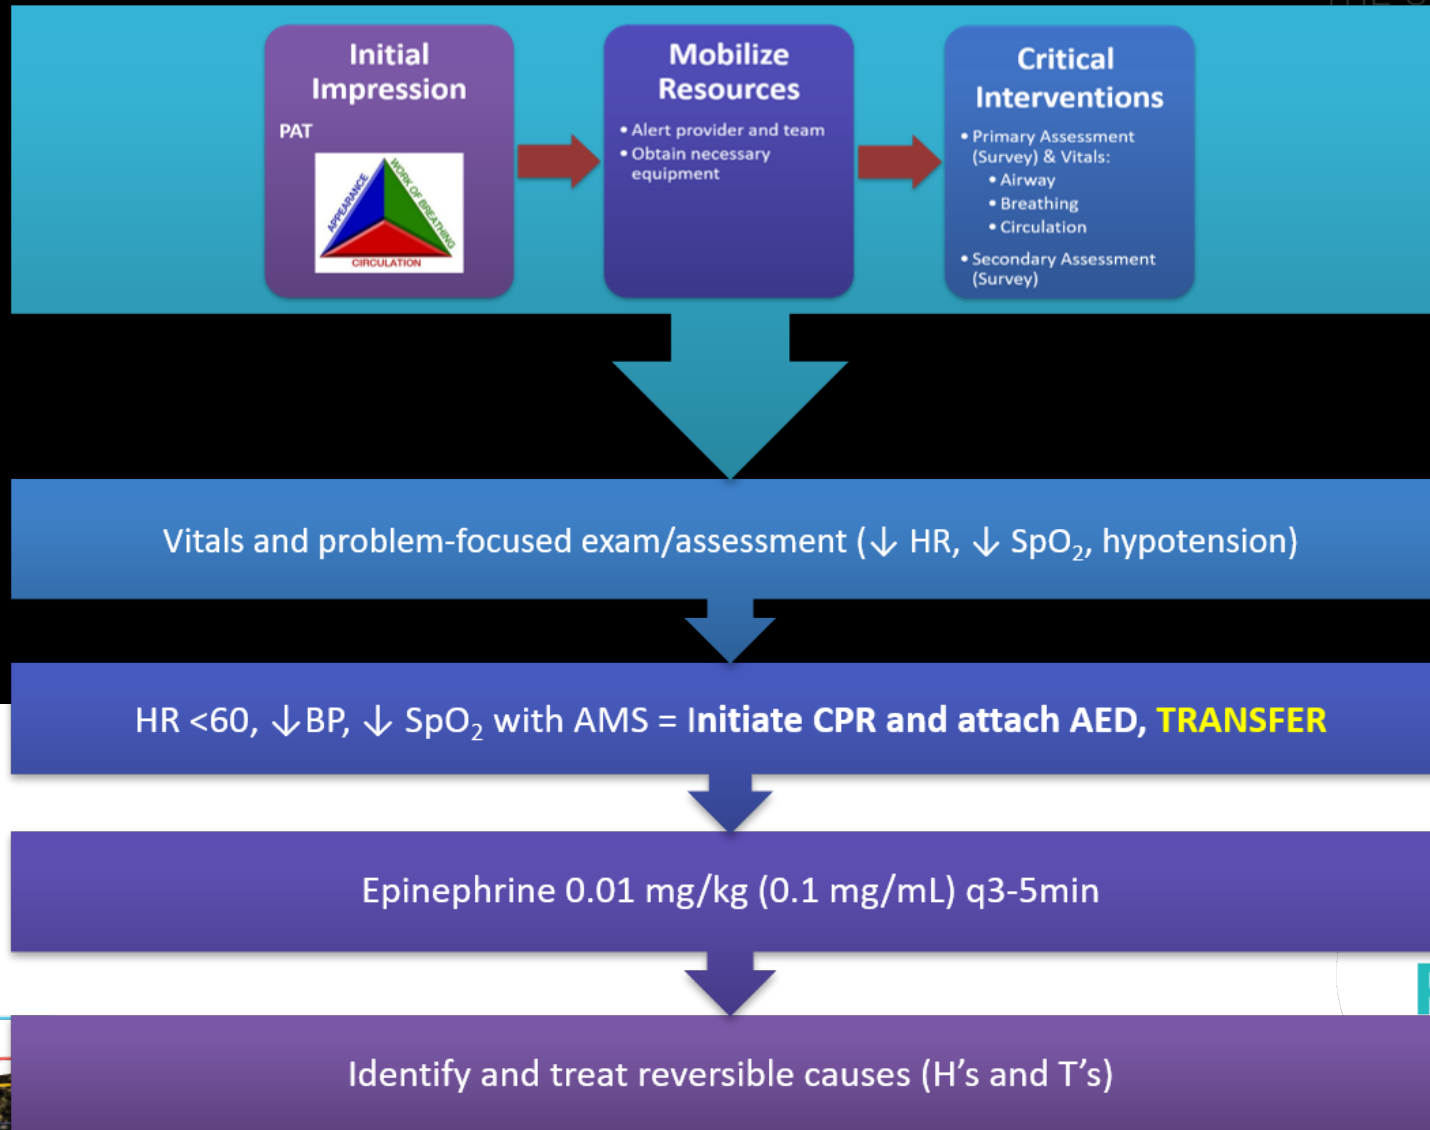 Initial
Impression
PAT
APPEARANCE
WORK OF BREATHING
CIRCULATION
Mobilize
Resources
• Alert provider and team
• Obtain necessary
equipment
Critical
Interventions
• Primary Assessment
(Survey) & Vitals:
• Airway
• Breathing
• Circulation
• Secondary Assessment
(Survey)
Vitals and problem-focused exam/assessment (↓ HR, ↓ SpO₂, hypotension)
HR <60, ↓BP, ↓ SpO₂ with AMS = Initiate CPR and attach AED, TRANSFER
Epinephrine 0.01 mg/kg (0.1 mg/mL) q3-5min
Identify and treat reversible causes (H’s and T’s)